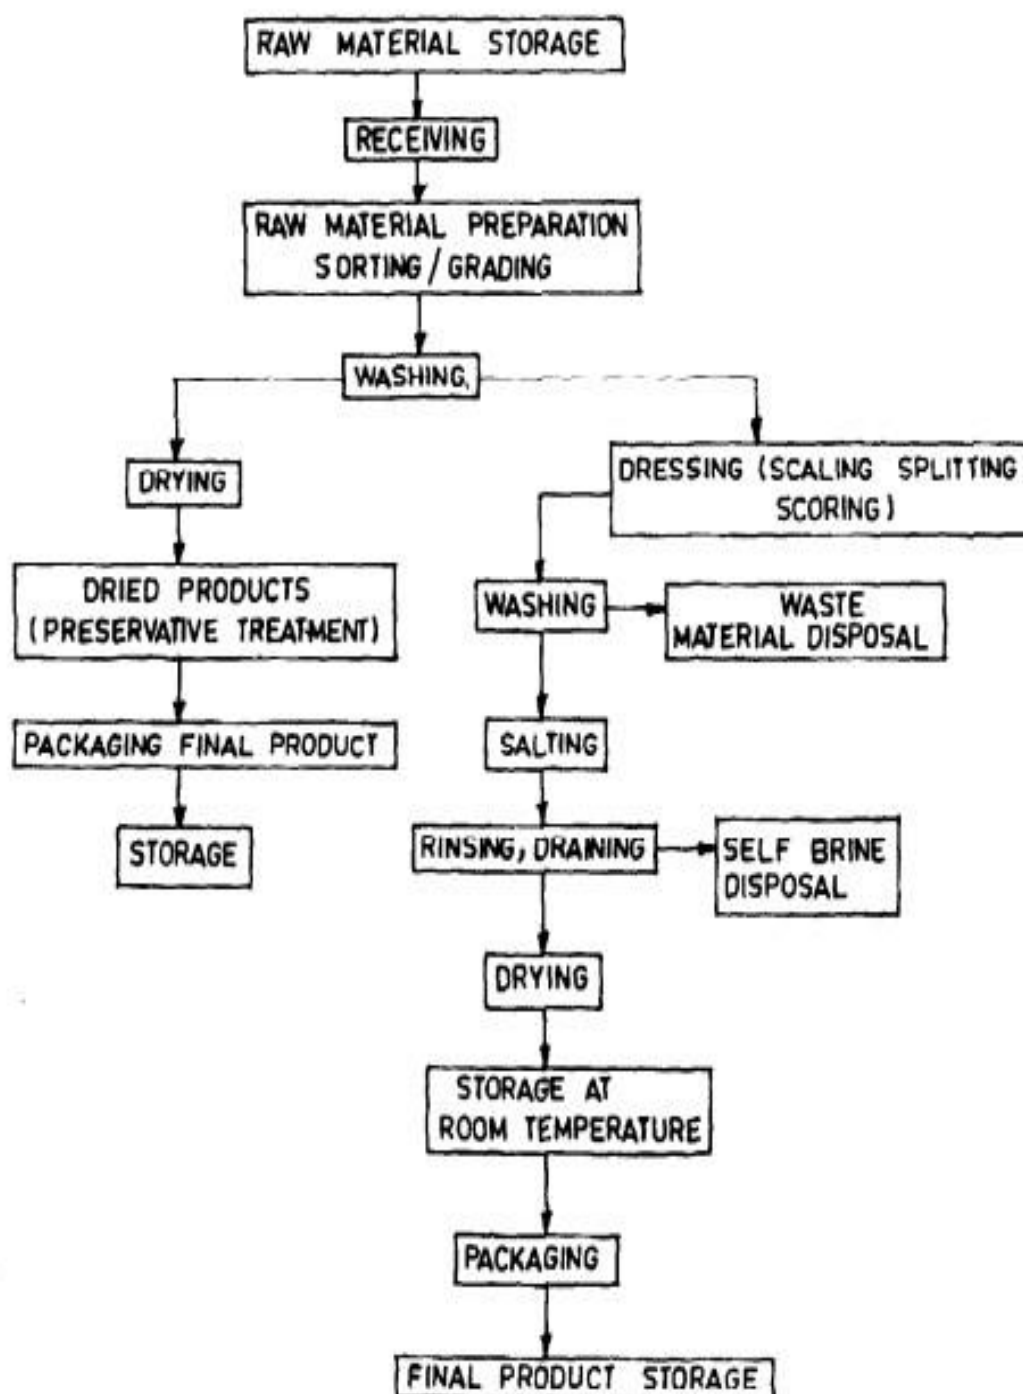 RAW MATERIAL STORAGE
RECEIVING
RAW MATERIAL PREPARATION
SORTING/GRADING
WASHING
DRYING
DRESSING (SCALING SPLITTING
SCORING)
DRIED PRODUCTS
(PRESERVATIVE TREATMENT)
WASHING
WASTE
MATERIAL DISPOSAL
PACKAGING FINAL PRODUCT
SALTING
STORAGE
RINSING, DRAINING
SELF BRINE
DISPOSAL
DRYING
STORAGE AT
ROOM TEMPERATURE
PACKAGING
FINAL PRODUCT STORAGE